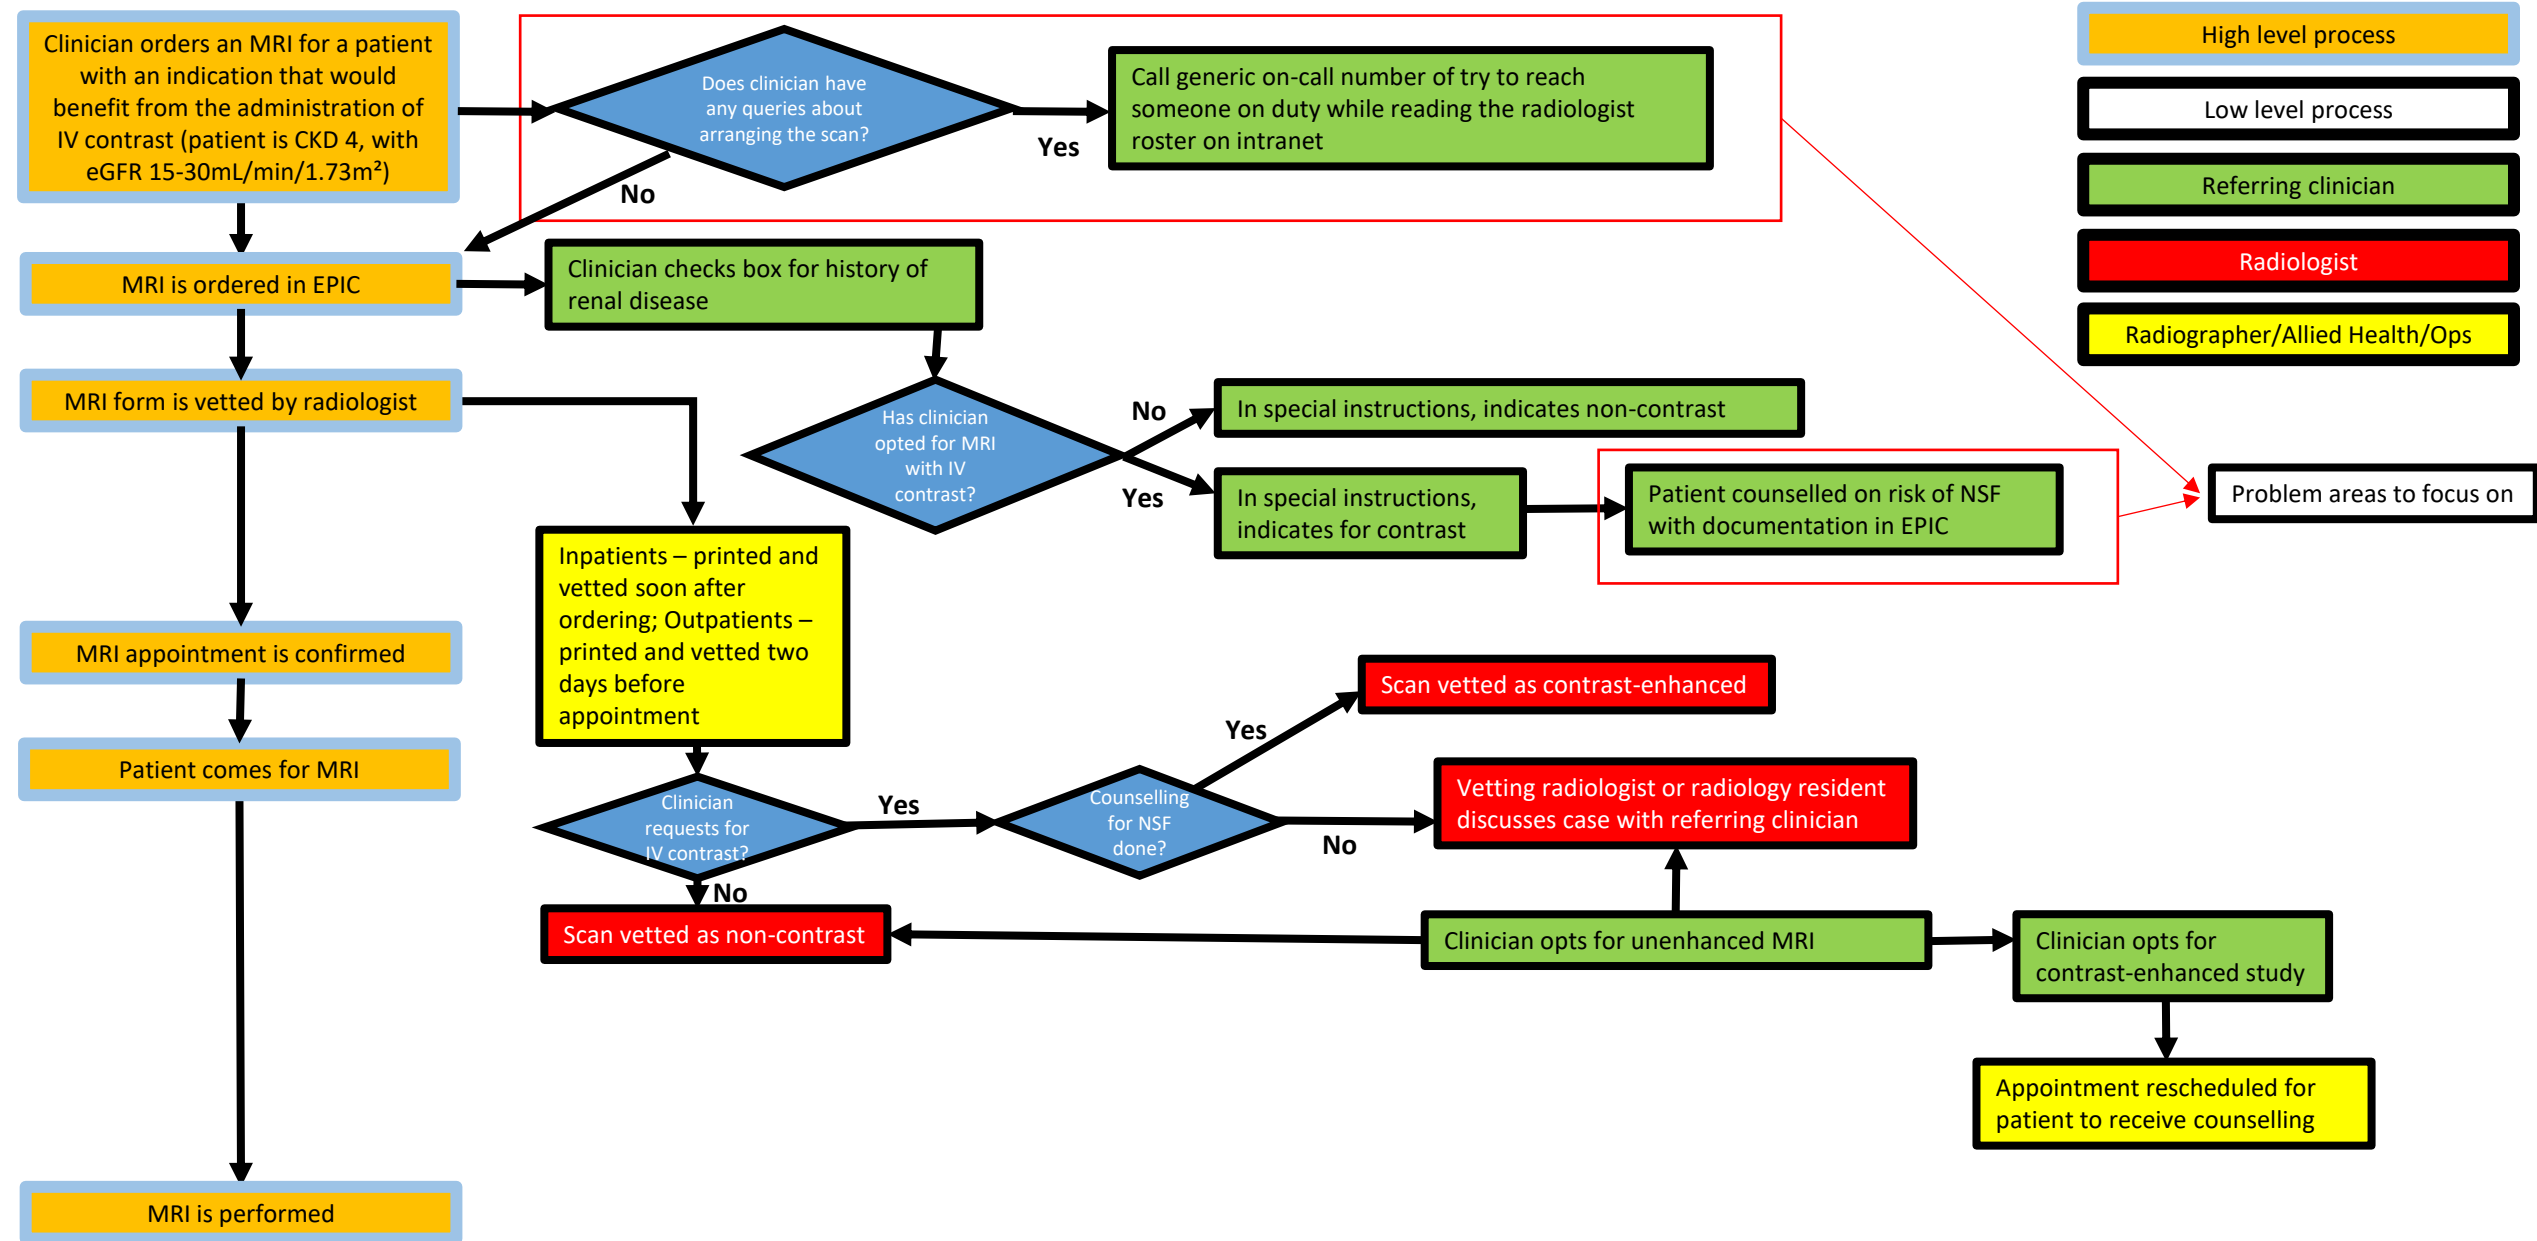 Clinician orders an MRI for a patient
with an indication that would
benefit from the administration of
IV contrast (patient is CKD 4, with
eGFR 15-30mL/min/1.73m²)
Does clinician have
any queries about
arranging the scan?
Yes
No
Call generic on-call number of try to reach
someone on duty while reading the radiologist
roster on intranet
High level process
Low level process
Referring clinician
Radiologist
Radiographer/Allied Health/Ops
MRI is ordered in EPIC
Clinician checks box for history of
renal disease
MRI form is vetted by radiologist
Has clinician
opted for MRI
with IV
contrast?
No
Yes
In special instructions, indicates non-contrast
In special instructions,
indicates for contrast
Patient counselled on risk of NSF
with documentation in EPIC
Problem areas to focus on
Inpatients – printed and
vetted soon after
ordering; Outpatients –
printed and vetted two
days before
appointment
MRI appointment is confirmed
Patient comes for MRI
Clinician
requests for
IV contrast?
Yes
No
Counselling
for NSF
done?
Yes
No
Scan vetted as contrast-enhanced
Vetting radiologist or radiology resident
discusses case with referring clinician
Scan vetted as non-contrast
Clinician opts for unenhanced MRI
Clinician opts for
contrast-enhanced study
Appointment rescheduled for
patient to receive counselling
MRI is performed